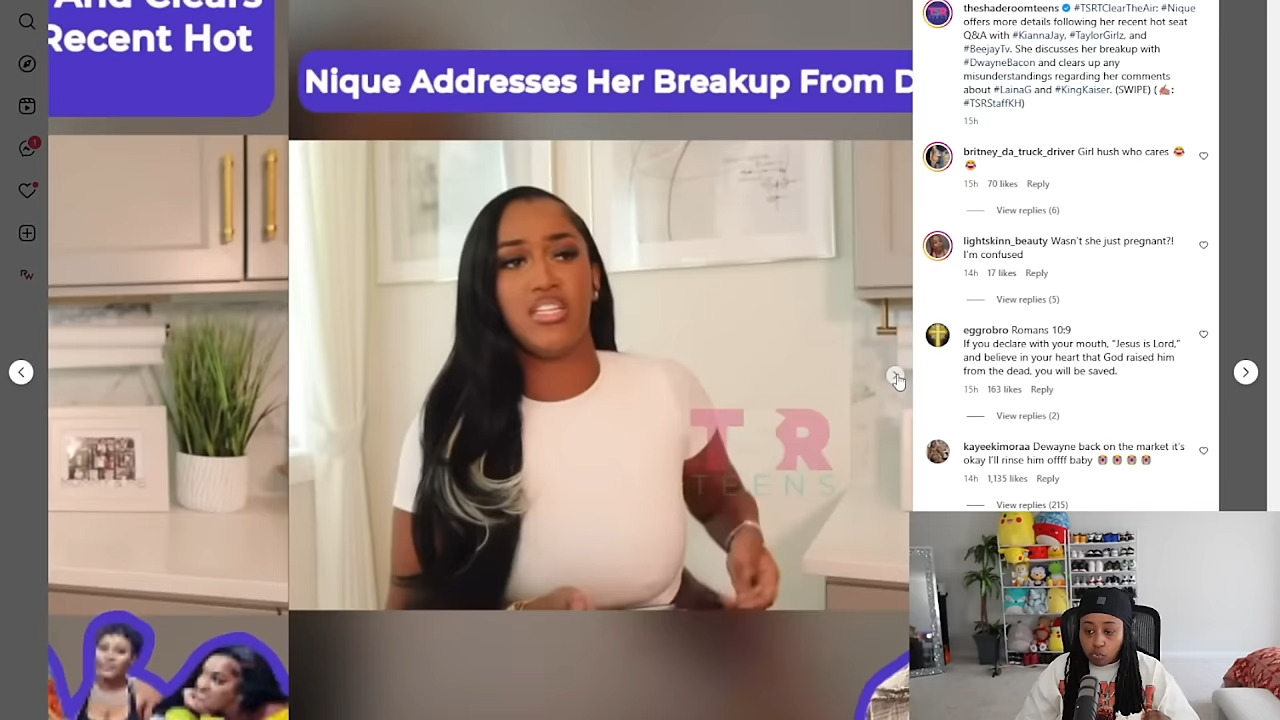 And Clears
Recent Hot
Nique Addresses Her Breakup From D
T R
TEENS
TSR
theshaderoomteens #TSRTClearTheAir: #Nique
offers more details following her recent hot seat
Q&A with #KiannaJay, #TaylorGirlz, and
#BeejayTv. She discusses her breakup with
#DwayneBacon and clears up any
misunderstandings regarding her comments
about #LainaG and #KingKaiser. (SWIPE) (✍🏽:
#TSRStaffKH)
15h
britney_da_truck_driver Girl hush who cares 😂
😂
15h 70 likes Reply
View replies (6)
lightskinn_beauty Wasn't she just pregnant?!
I'm confused
14h 17 likes Reply
View replies (5)
eggrobro Romans 10:9
If you declare with your mouth, "Jesus is Lord,"
and believe in your heart that God raised him
from the dead, you will be saved.
15h 163 likes Reply
View replies (2)
kayeekimoraa Dewayne back on the market it's
okay I'll rinse him offff baby
14h 1,135 likes Reply
View replies (215)
1
RW